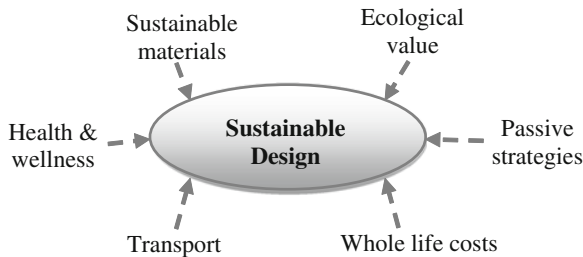 Sustainable
materials
Ecological
value
Health &
wellness
Sustainable
Design
Passive
strategies
Transport
Whole life costs